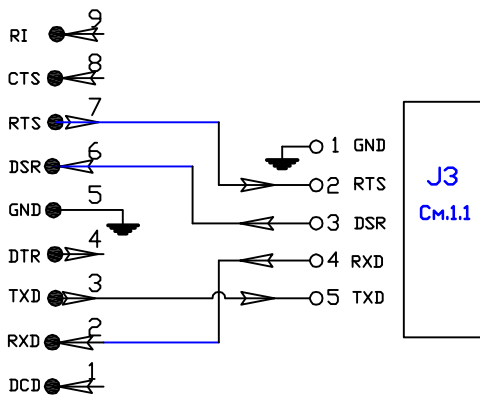 RI 9
CTS 8
RTS 7
DSR 6
GND 5
DTR 4
TXD 3
RXD 2
DCD 1
1 GND
2 RTS
3 DSR
4 RXD
5 TXD
J3
См.1.1